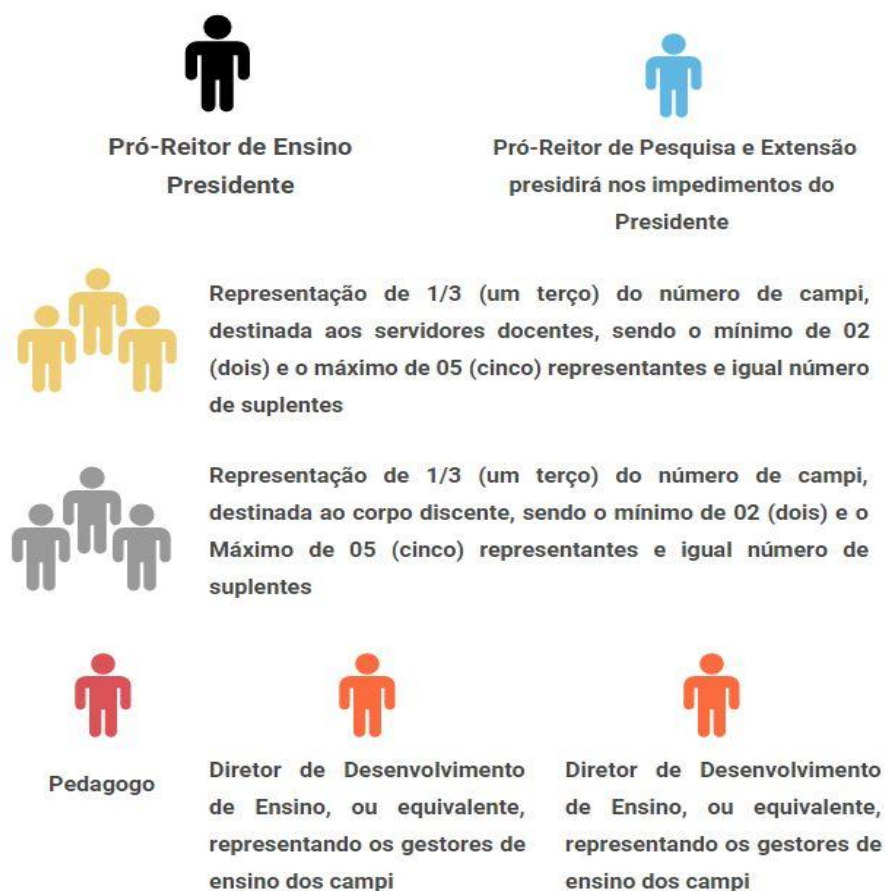 Pró-Reitor de Ensino
Presidente
Pró-Reitor de Pesquisa e Extensão
presidirá nos impedimentos do
Presidente
Representação de 1/3 (um terço) do número de campi,
destinada aos servidores docentes, sendo o mínimo de 02
(dois) e o máximo de 05 (cinco) representantes e igual número
de suplentes
Representação de 1/3 (um terço) do número de campi,
destinada ao corpo discente, sendo o mínimo de 02 (dois) e o
Máximo de 05 (cinco) representantes e igual número de
suplentes
Pedagogo
Diretor de Desenvolvimento
de Ensino, ou equivalente,
representando os gestores de
ensino dos campi
Diretor de Desenvolvimento
de Ensino, ou equivalente,
representando os gestores de
ensino dos campi